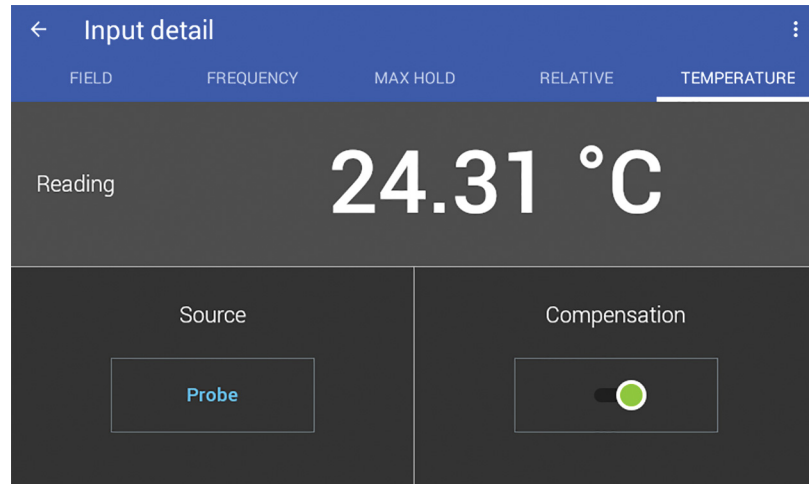 Input detail
FIELD FREQUENCY MAX HOLD RELATIVE TEMPERATURE
Reading 24.31 °C
Source Compensation
Probe